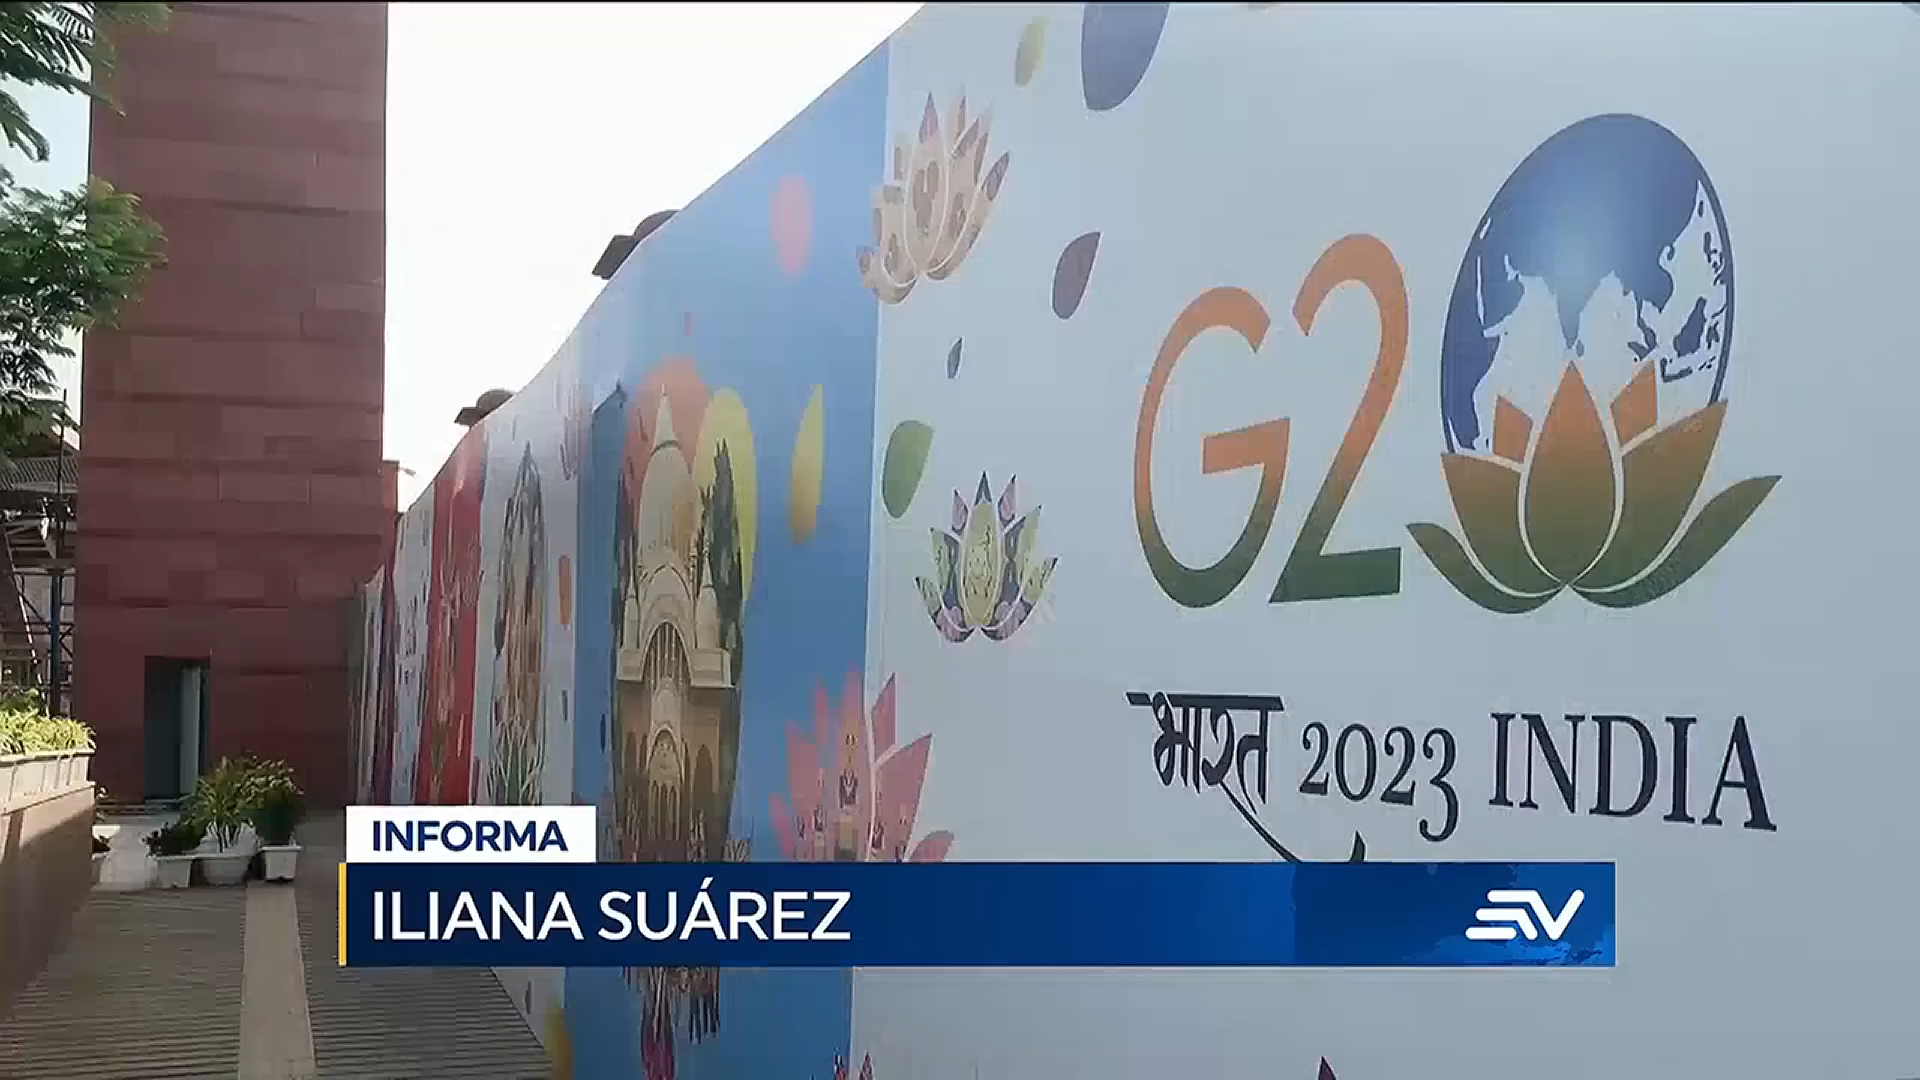 G20
भारत 2023 INDIA
INFORMA
ILIANA SUÁREZ